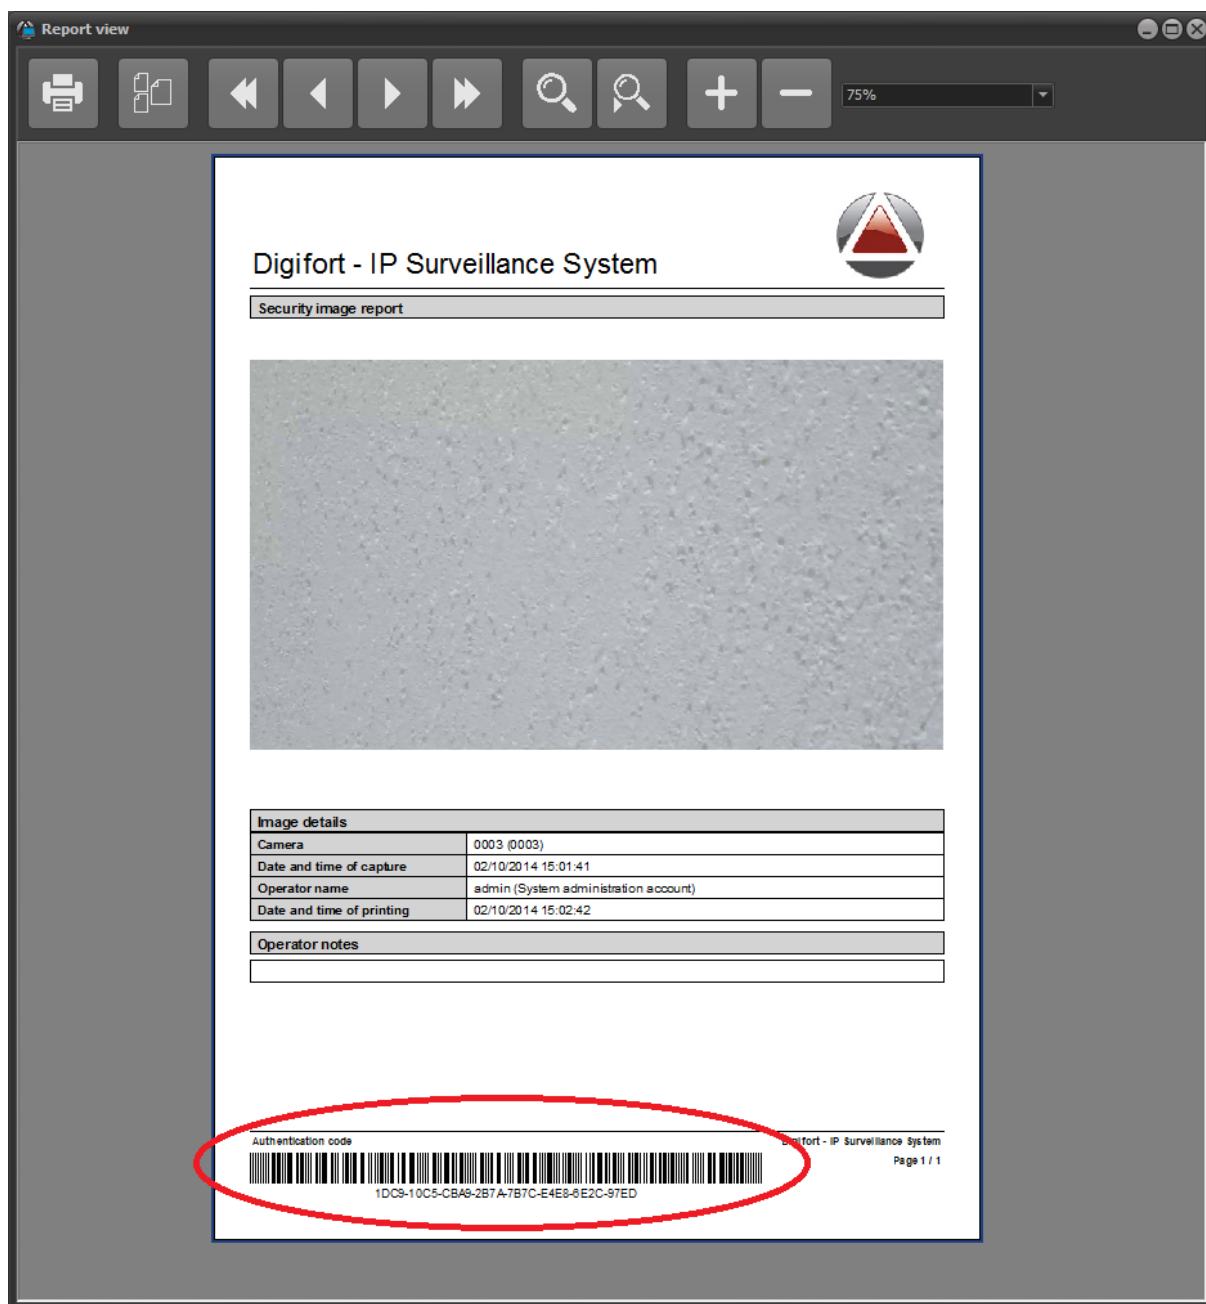 Report view
75%
Digifort - IP Surveillance System
Security image report
Image details
Camera 0003 (0003)
Date and time of capture 02/10/2014 15:01:41
Operator name admin (System administration account)
Date and time of printing 02/10/2014 15:02:42
Operator notes
Authentication code Digifort - IP Surveillance System
Page 1 / 1
1DC9-10C5-CBA9-2B7A-7B7C-E4E8-6E2C-97ED